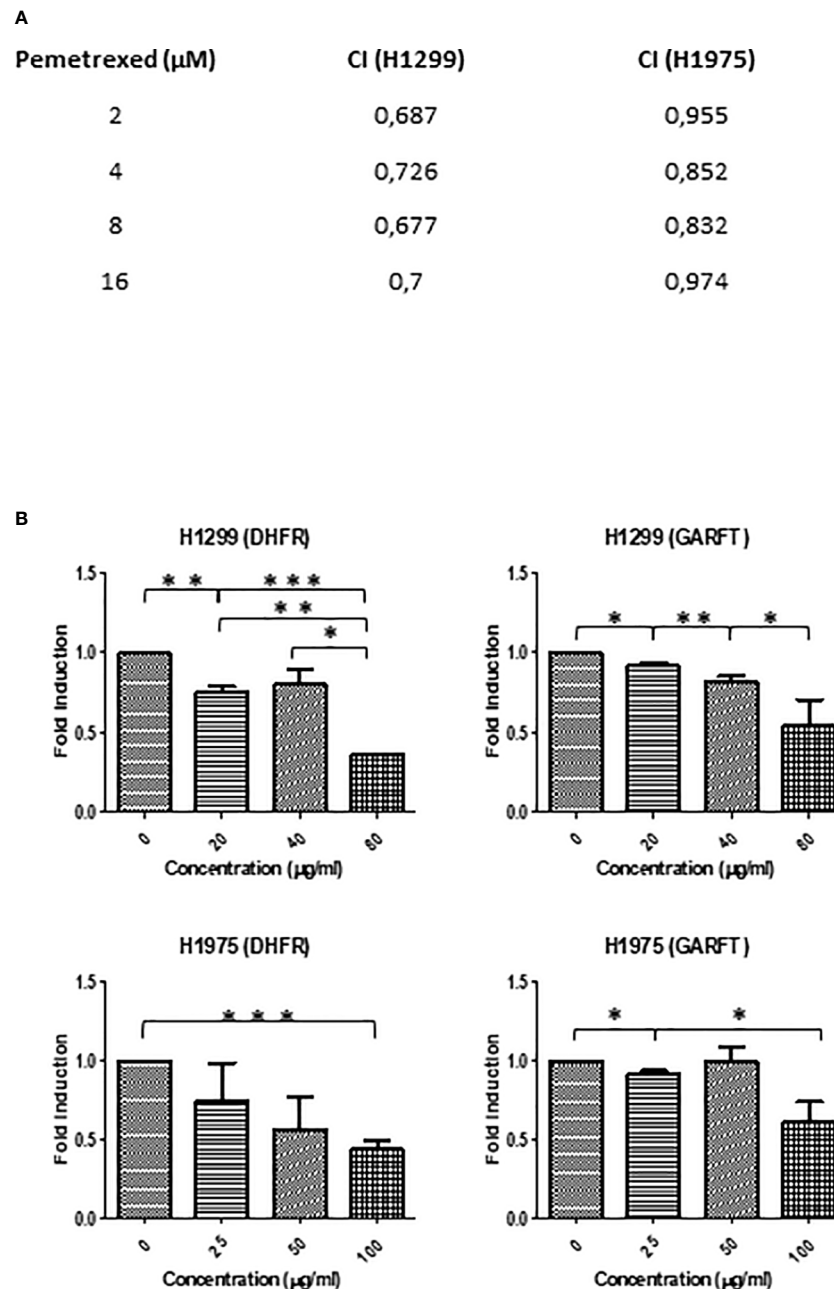 A
Pemetrexed (µM) CI (H1299) CI (H1975)
2 0,687 0,955
4 0,726 0,852
8 0,677 0,832
16 0,7 0,974
B
H1299 (DHFR)
1.5
1.0
0.5
0.0
Fold Induction
* *
* * *
* *
*
0 20 40 80
Concentration (µg/ml)
H1299 (GARFT)
1.5
1.0
0.5
0.0
Fold Induction
*
* *
*
0 20 40 80
Concentration (µg/ml)
H1975 (DHFR)
1.5
1.0
0.5
0.0
Fold Induction
* * *
0 25 50 100
Concentration (µg/ml)
H1975 (GARFT)
1.5
1.0
0.5
0.0
Fold Induction
*
*
0 25 50 100
Concentration (µg/ml)